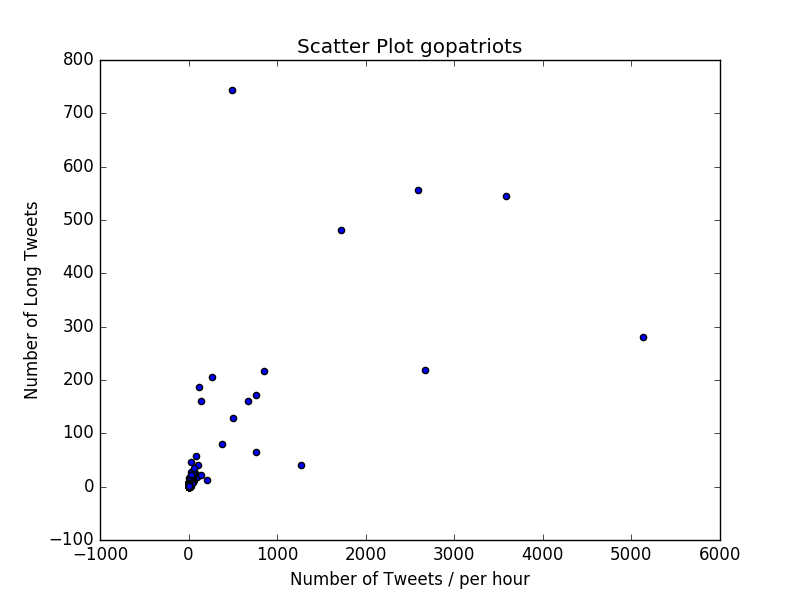 Scatter Plot gopatriots
800
700
600
500
400
300
200
100
0
−100
−1000 0 1000 2000 3000 4000 5000 6000
Number of Long Tweets
Number of Tweets / per hour